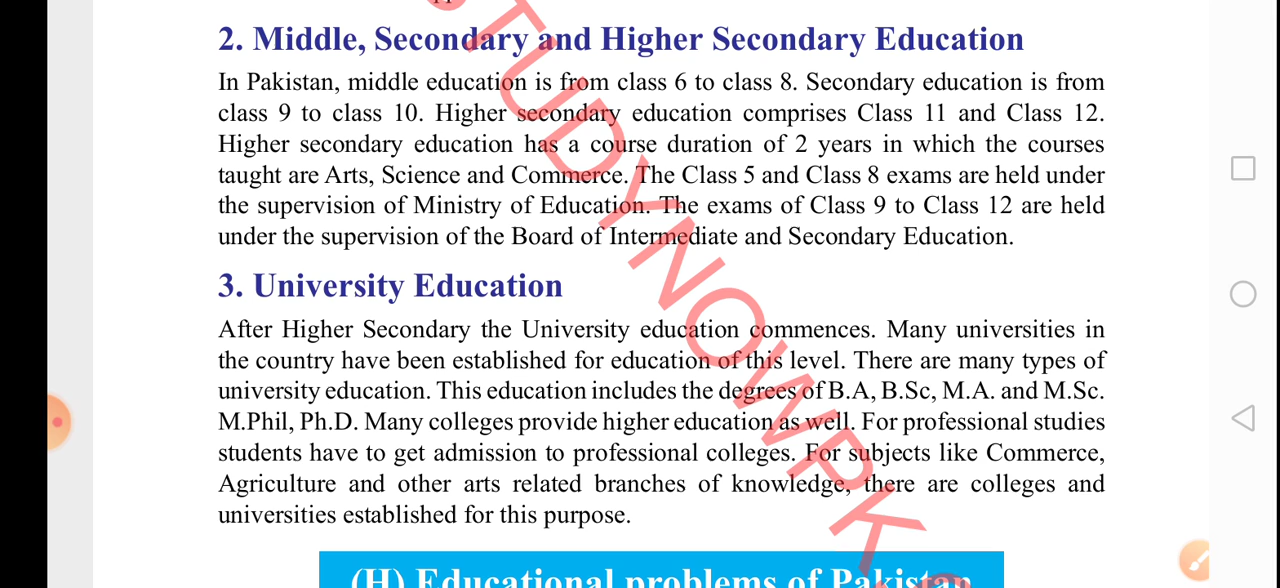 2. Middle, Secondary and Higher Secondary Education
In Pakistan, middle education is from class 6 to class 8. Secondary education is from
class 9 to class 10. Higher secondary education comprises Class 11 and Class 12.
Higher secondary education has a course duration of 2 years in which the courses
taught are Arts, Science and Commerce. The Class 5 and Class 8 exams are held under
the supervision of Ministry of Education. The exams of Class 9 to Class 12 are held
under the supervision of the Board of Intermediate and Secondary Education.
3. University Education
After Higher Secondary the University education commences. Many universities in
the country have been established for education of this level. There are many types of
university education. This education includes the degrees of B.A, B.Sc, M.A. and M.Sc.
M.Phil, Ph.D. Many colleges provide higher education as well. For professional studies
students have to get admission to professional colleges. For subjects like Commerce,
Agriculture and other arts related branches of knowledge, there are colleges and
universities established for this purpose.
(H) Educational problems of Pakistan
STUDYNOWPK